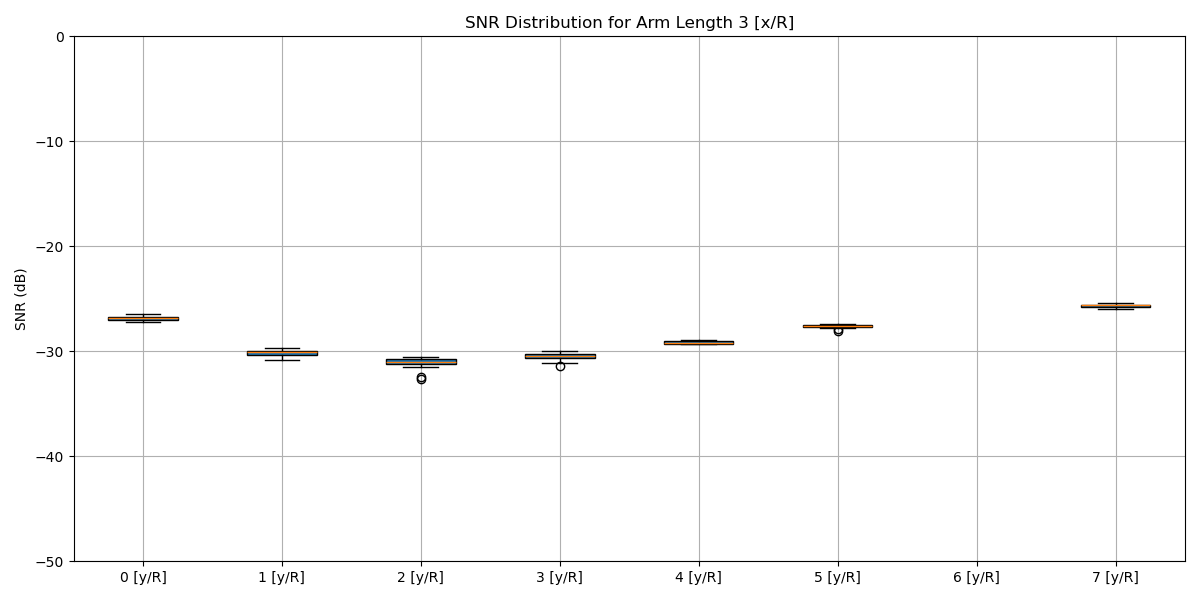 SNR Distribution for Arm Length 3 [x/R]
0
−10
−20
−30
−40
−50
SNR (dB)
0 [y/R] 1 [y/R] 2 [y/R] 3 [y/R] 4 [y/R] 5 [y/R] 6 [y/R] 7 [y/R]